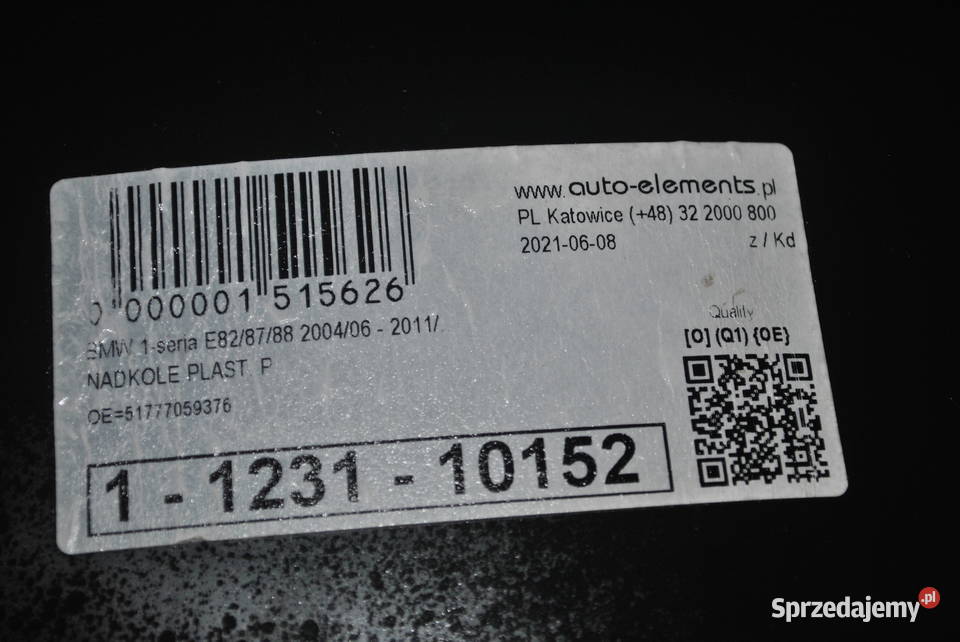 www.auto-elements.pl
PL Katowice (+48) 32 2000 800
2021-06-08 z / Kd
0 000001 515626
BMW 1-seria E82/87/88 2004/06 - 2011/.
NADKOLE PLAST. P
OE=51777059376
Quality
[O] (Q1) {OE}
1 - 1231 - 10152
Sprzedajemy.pl